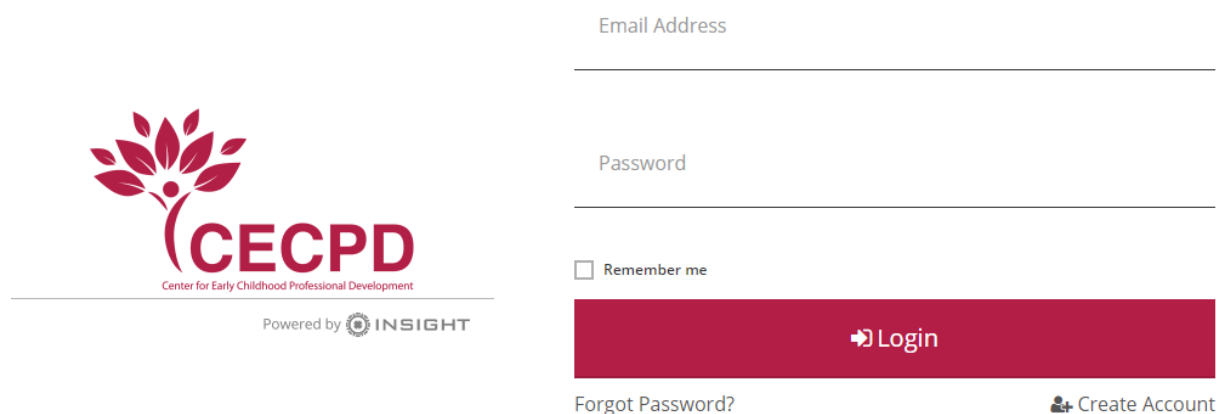 CECPD
Center for Early Childhood Professional Development
Powered by INSIGHT
Email Address
Password
Remember me
Login
Forgot Password?
Create Account